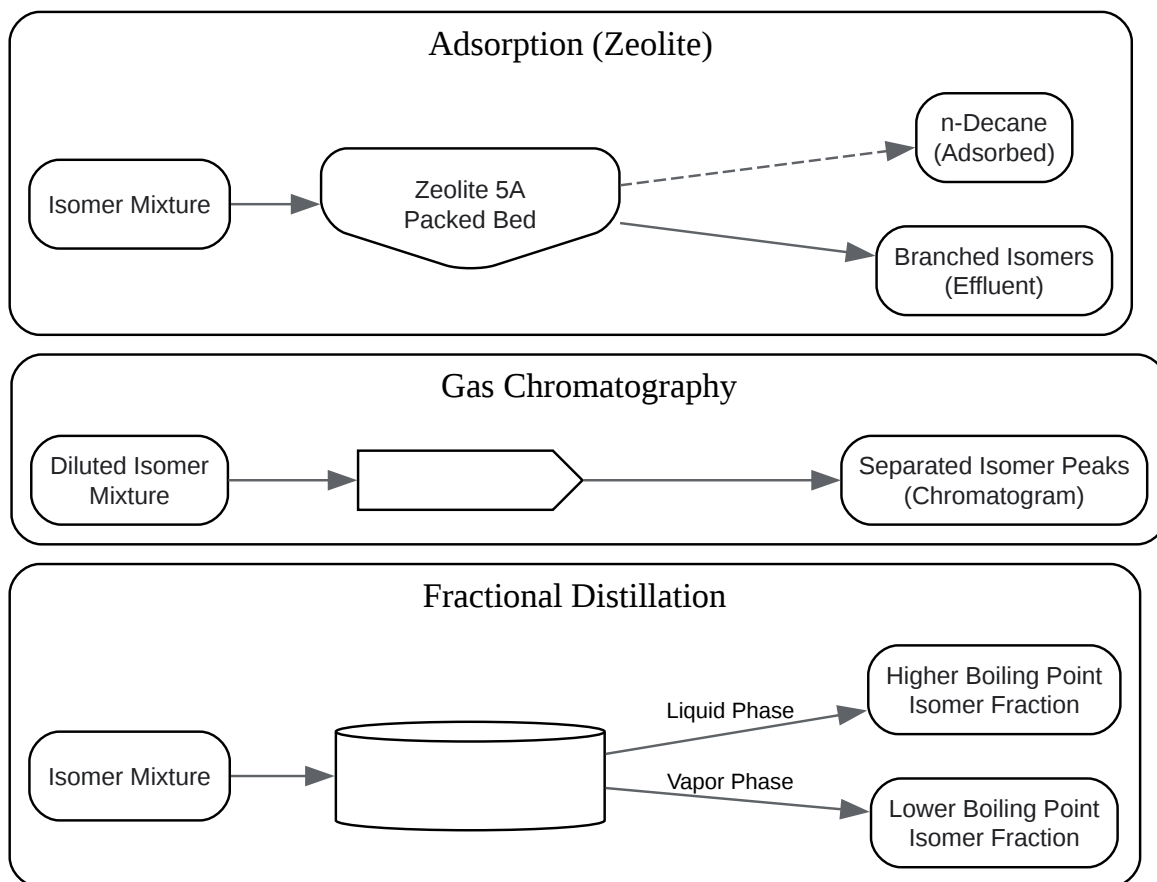 Adsorption (Zeolite)
Isomer Mixture
Zeolite 5A
Packed Bed
n-Decane
(Adsorbed)
Branched Isomers
(Effluent)
Gas Chromatography
Diluted Isomer
Mixture
Separated Isomer Peaks
(Chromatogram)
Fractional Distillation
Isomer Mixture
Liquid Phase
Vapor Phase
Higher Boiling Point
Isomer Fraction
Lower Boiling Point
Isomer Fraction